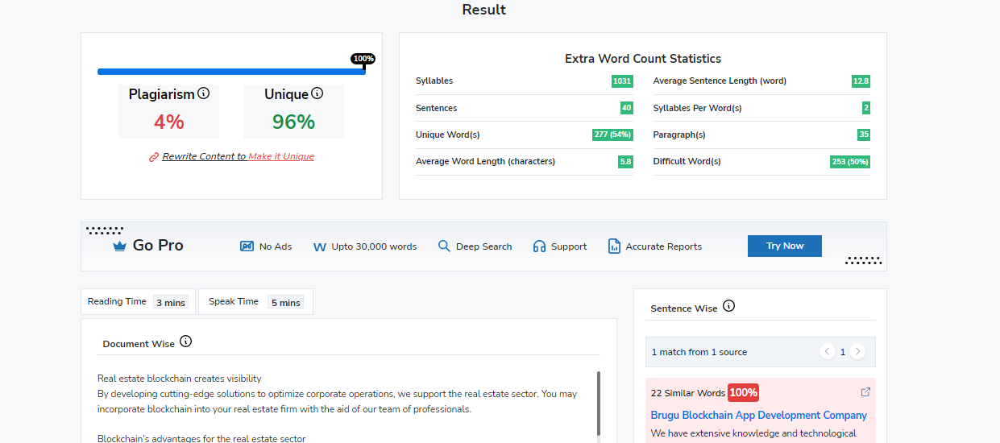 Result
100%
Plagiarism
4%
Unique
96%
Rewrite Content to Make it Unique
Extra Word Count Statistics
Syllables 1031
Sentences 40
Unique Word(s) 277 (54%)
Average Word Length (characters) 5.8
Average Sentence Length (word) 12.8
Syllables Per Word(s) 2
Paragraph(s) 35
Difficult Word(s) 253 (50%)
Go Pro
No Ads
W Upto 30,000 words
Deep Search
Support
Accurate Reports
Try Now
Reading Time 3 mins
Speak Time 5 mins
Document Wise
Real estate blockchain creates visibility
By developing cutting-edge solutions to optimize corporate operations, we support the real estate sector. You may
incorporate blockchain into your real estate firm with the aid of our team of professionals.
Blockchain's advantages for the real estate sector
Sentence Wise
1 match from 1 source
1
22 Similar Words 100%
Brugu Blockchain App Development Company
We have extensive knowledge and technological